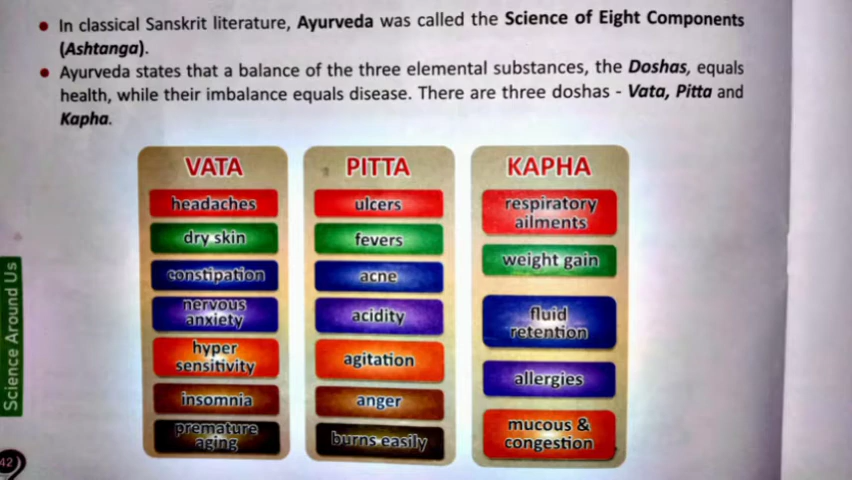 • In classical Sanskrit literature, Ayurveda was called the Science of Eight Components
(Ashtanga).
• Ayurveda states that a balance of the three elemental substances, the Doshas, equals
health, while their imbalance equals disease. There are three doshas - Vata, Pitta and
Kapha.
VATA
headaches
dry skin
constipation
nervous
anxiety
hyper
sensitivity
insomnia
premature
aging
PITTA
ulcers
fevers
acne
acidity
agitation
anger
burns easily
KAPHA
respiratory
ailments
weight gain
fluid
retention
allergies
mucous &
congestion
Science Around Us
42